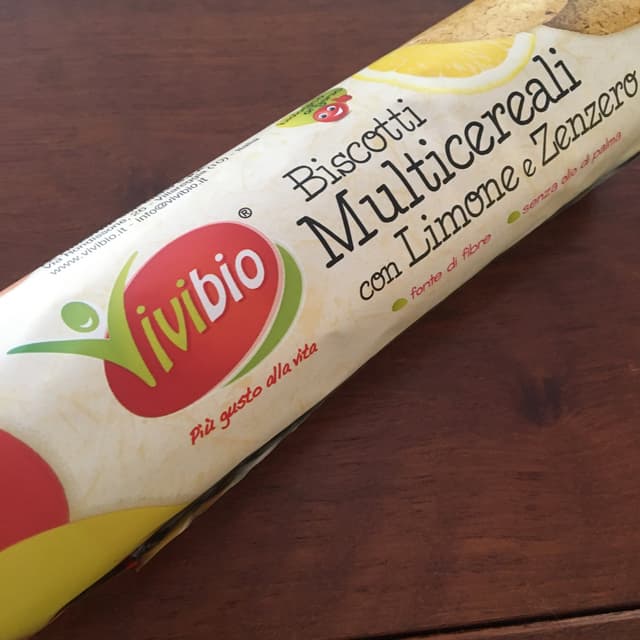 www.vivibio.it - info@vivibio.it
Vivibio®
Più gusto alla vita
Biscotti
Multicereali
con Limone e Zenzero
fonte di fibre
senza olio di palma